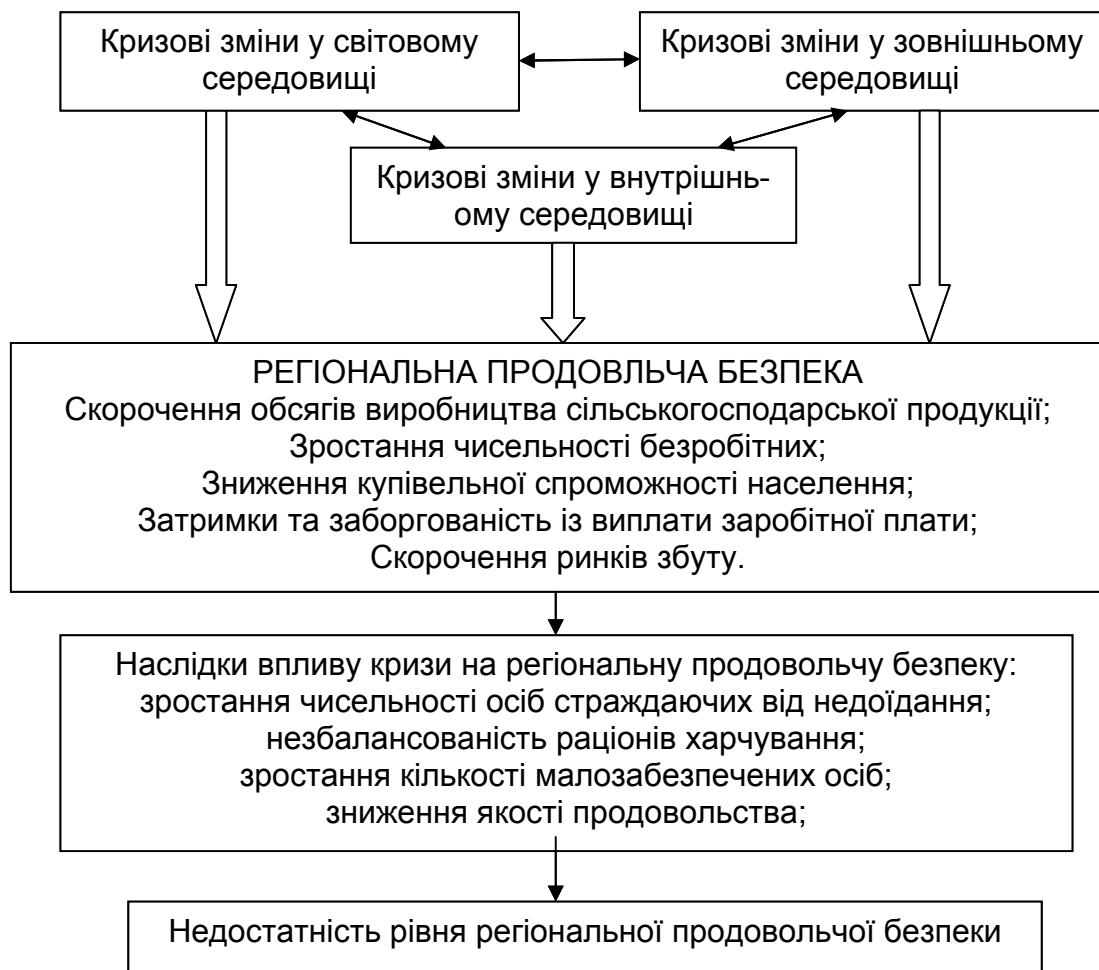 Кризові зміни у світовому
середовищі
Кризові зміни у зовнішньому
середовищі
Кризові зміни у внутрішнь-
ому середовищі
РЕГІОНАЛЬНА ПРОДОВЛЬЧА БЕЗПЕКА
Скорочення обсягів виробництва сільськогосподарської продукції;
Зростання чисельності безробітних;
Зниження купівельної спроможності населення;
Затримки та заборгованість із виплати заробітної плати;
Скорочення ринків збуту.
Наслідки впливу кризи на регіональну продовольчу безпеку:
зростання чисельності осіб страждаючих від недоїдання;
незбалансованість раціонів харчування;
зростання кількості малозабезпечених осіб;
зниження якості продовольства;
Недостатність рівня регіональної продовольчої безпеки